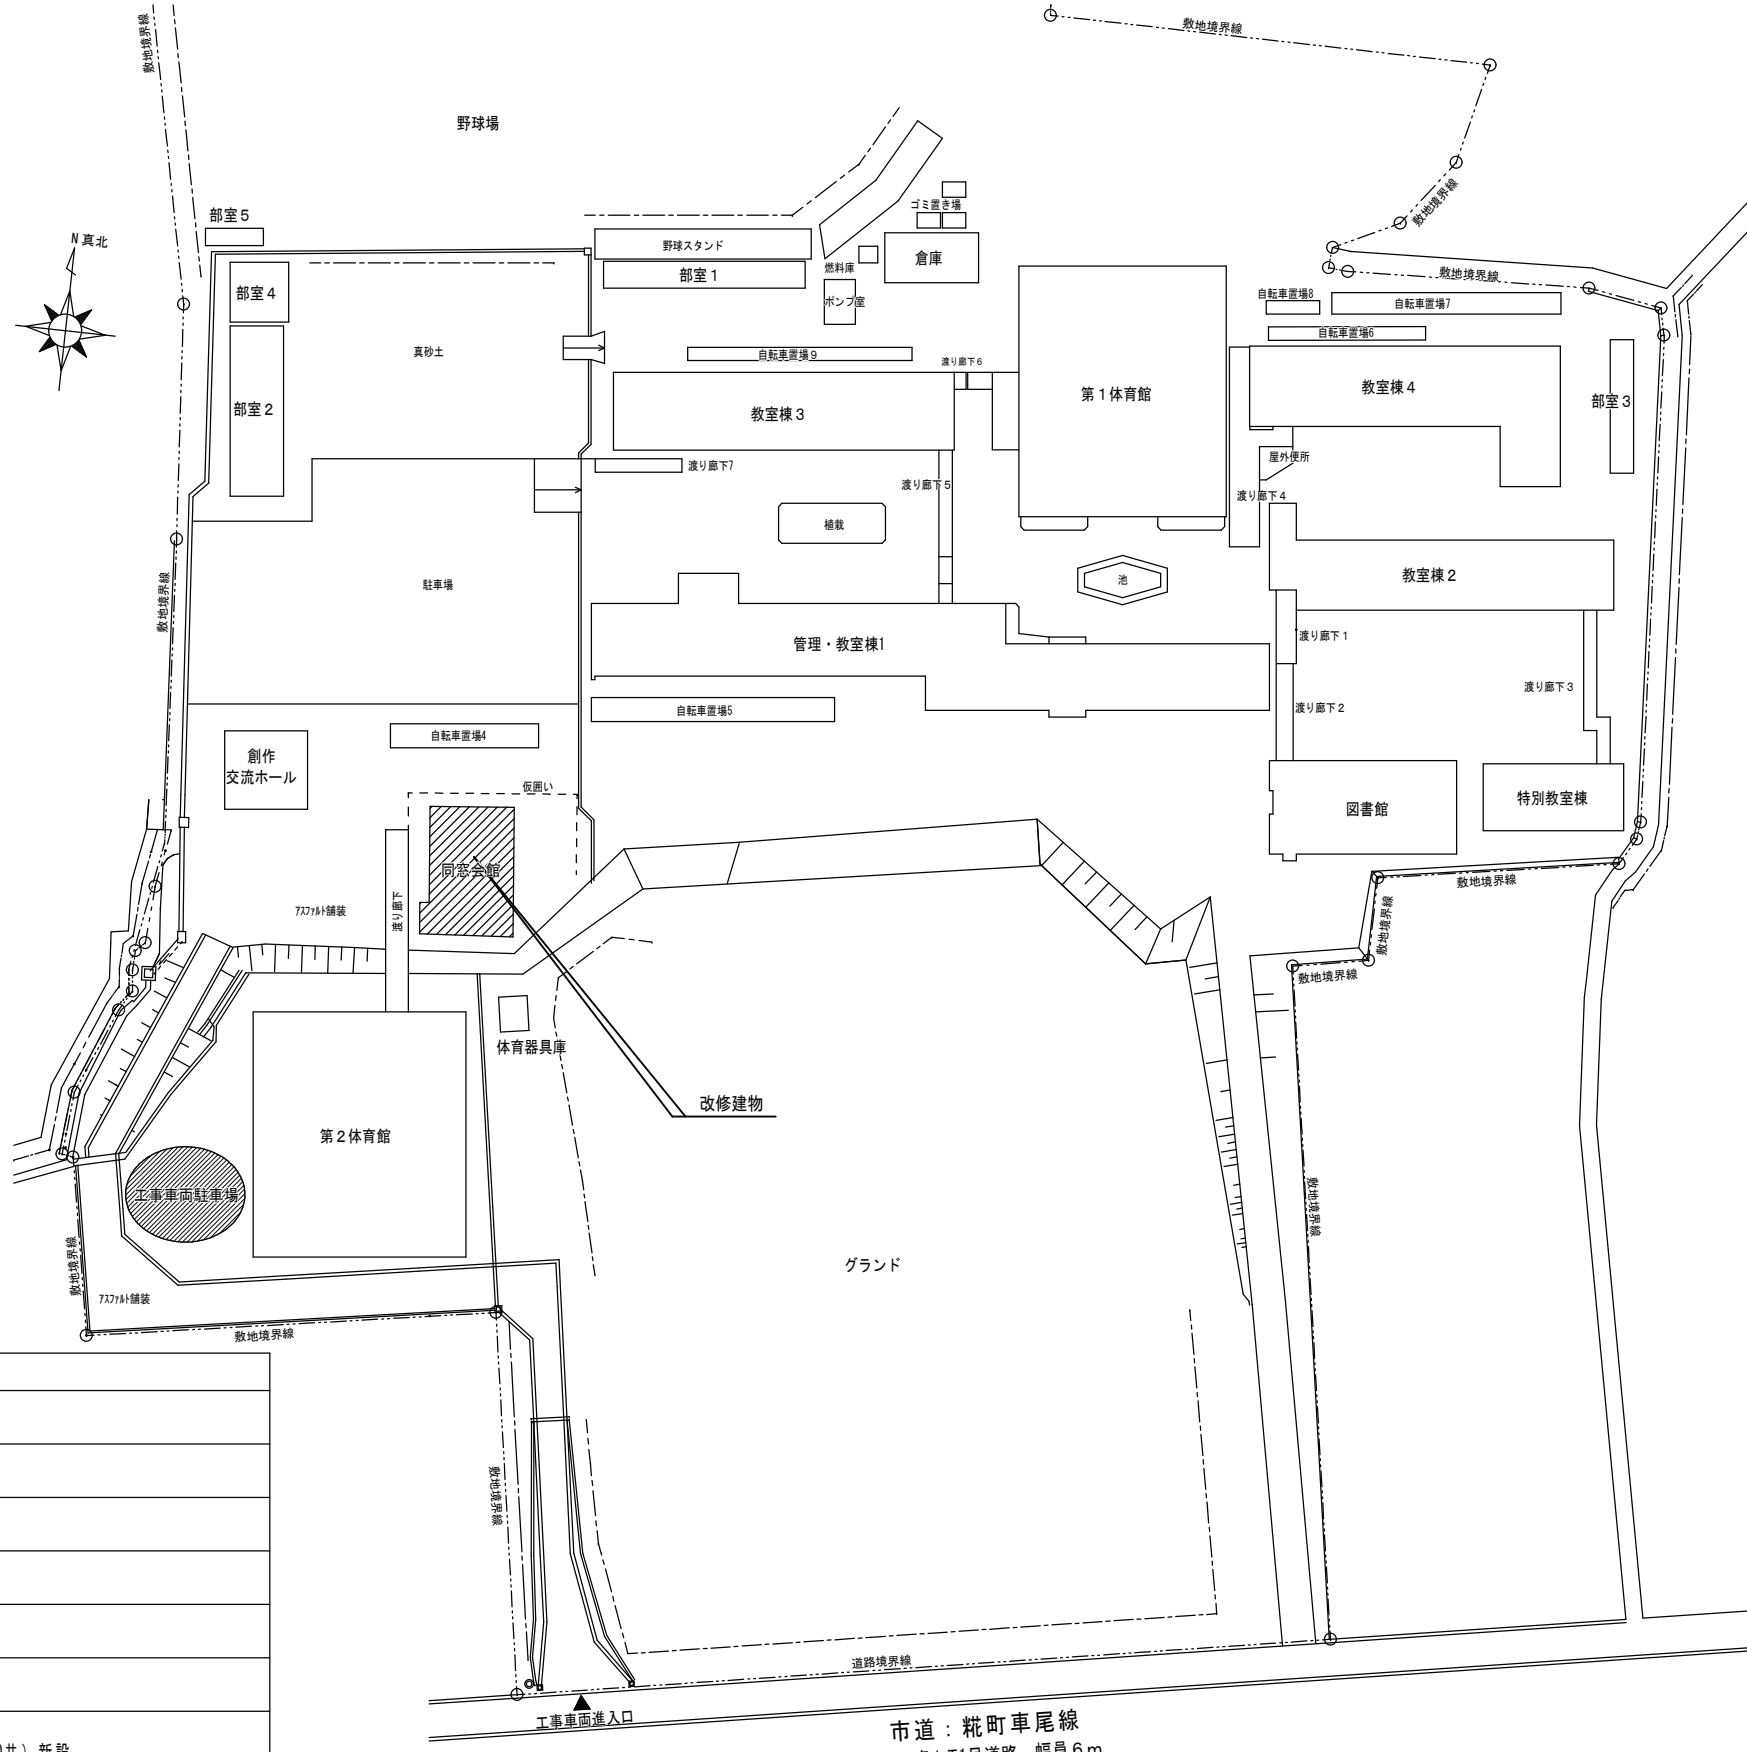 敷地境界線
敷地境界線
野球場
敷地境界線
部室5
N 真北
ゴミ置き場
野球スタンド
倉庫
燃料庫
部室1
ポンプ室
敷地境界線
部室4
自転車置場8
自転車置場7
自転車置場6
真砂土
自転車置場9
渡り廊下6
第1体育館
教室棟4
部室3
部室2
教室棟3
屋外便所
渡り廊下7
渡り廊下5
渡り廊下4
植栽
池
教室棟2
駐車場
敷地境界線
管理・教室棟1
渡り廊下1
渡り廊下3
渡り廊下2
自転車置場5
自転車置場4
創作
交流ホール
仮囲い
特別教室棟
図書館
同窓会館
敷地境界線
渡り廊下
アスファルト舗装
敷地境界線
敷地境界線
体育器具庫
改修建物
第2体育館
工事車両駐車場
敷地境界線
敷地境界線
グランド
アスファルト舗装
敷地境界線
敷地境界線
道路境界線
工事車両進入口
市道：糀町車尾線
幅員6m
新設